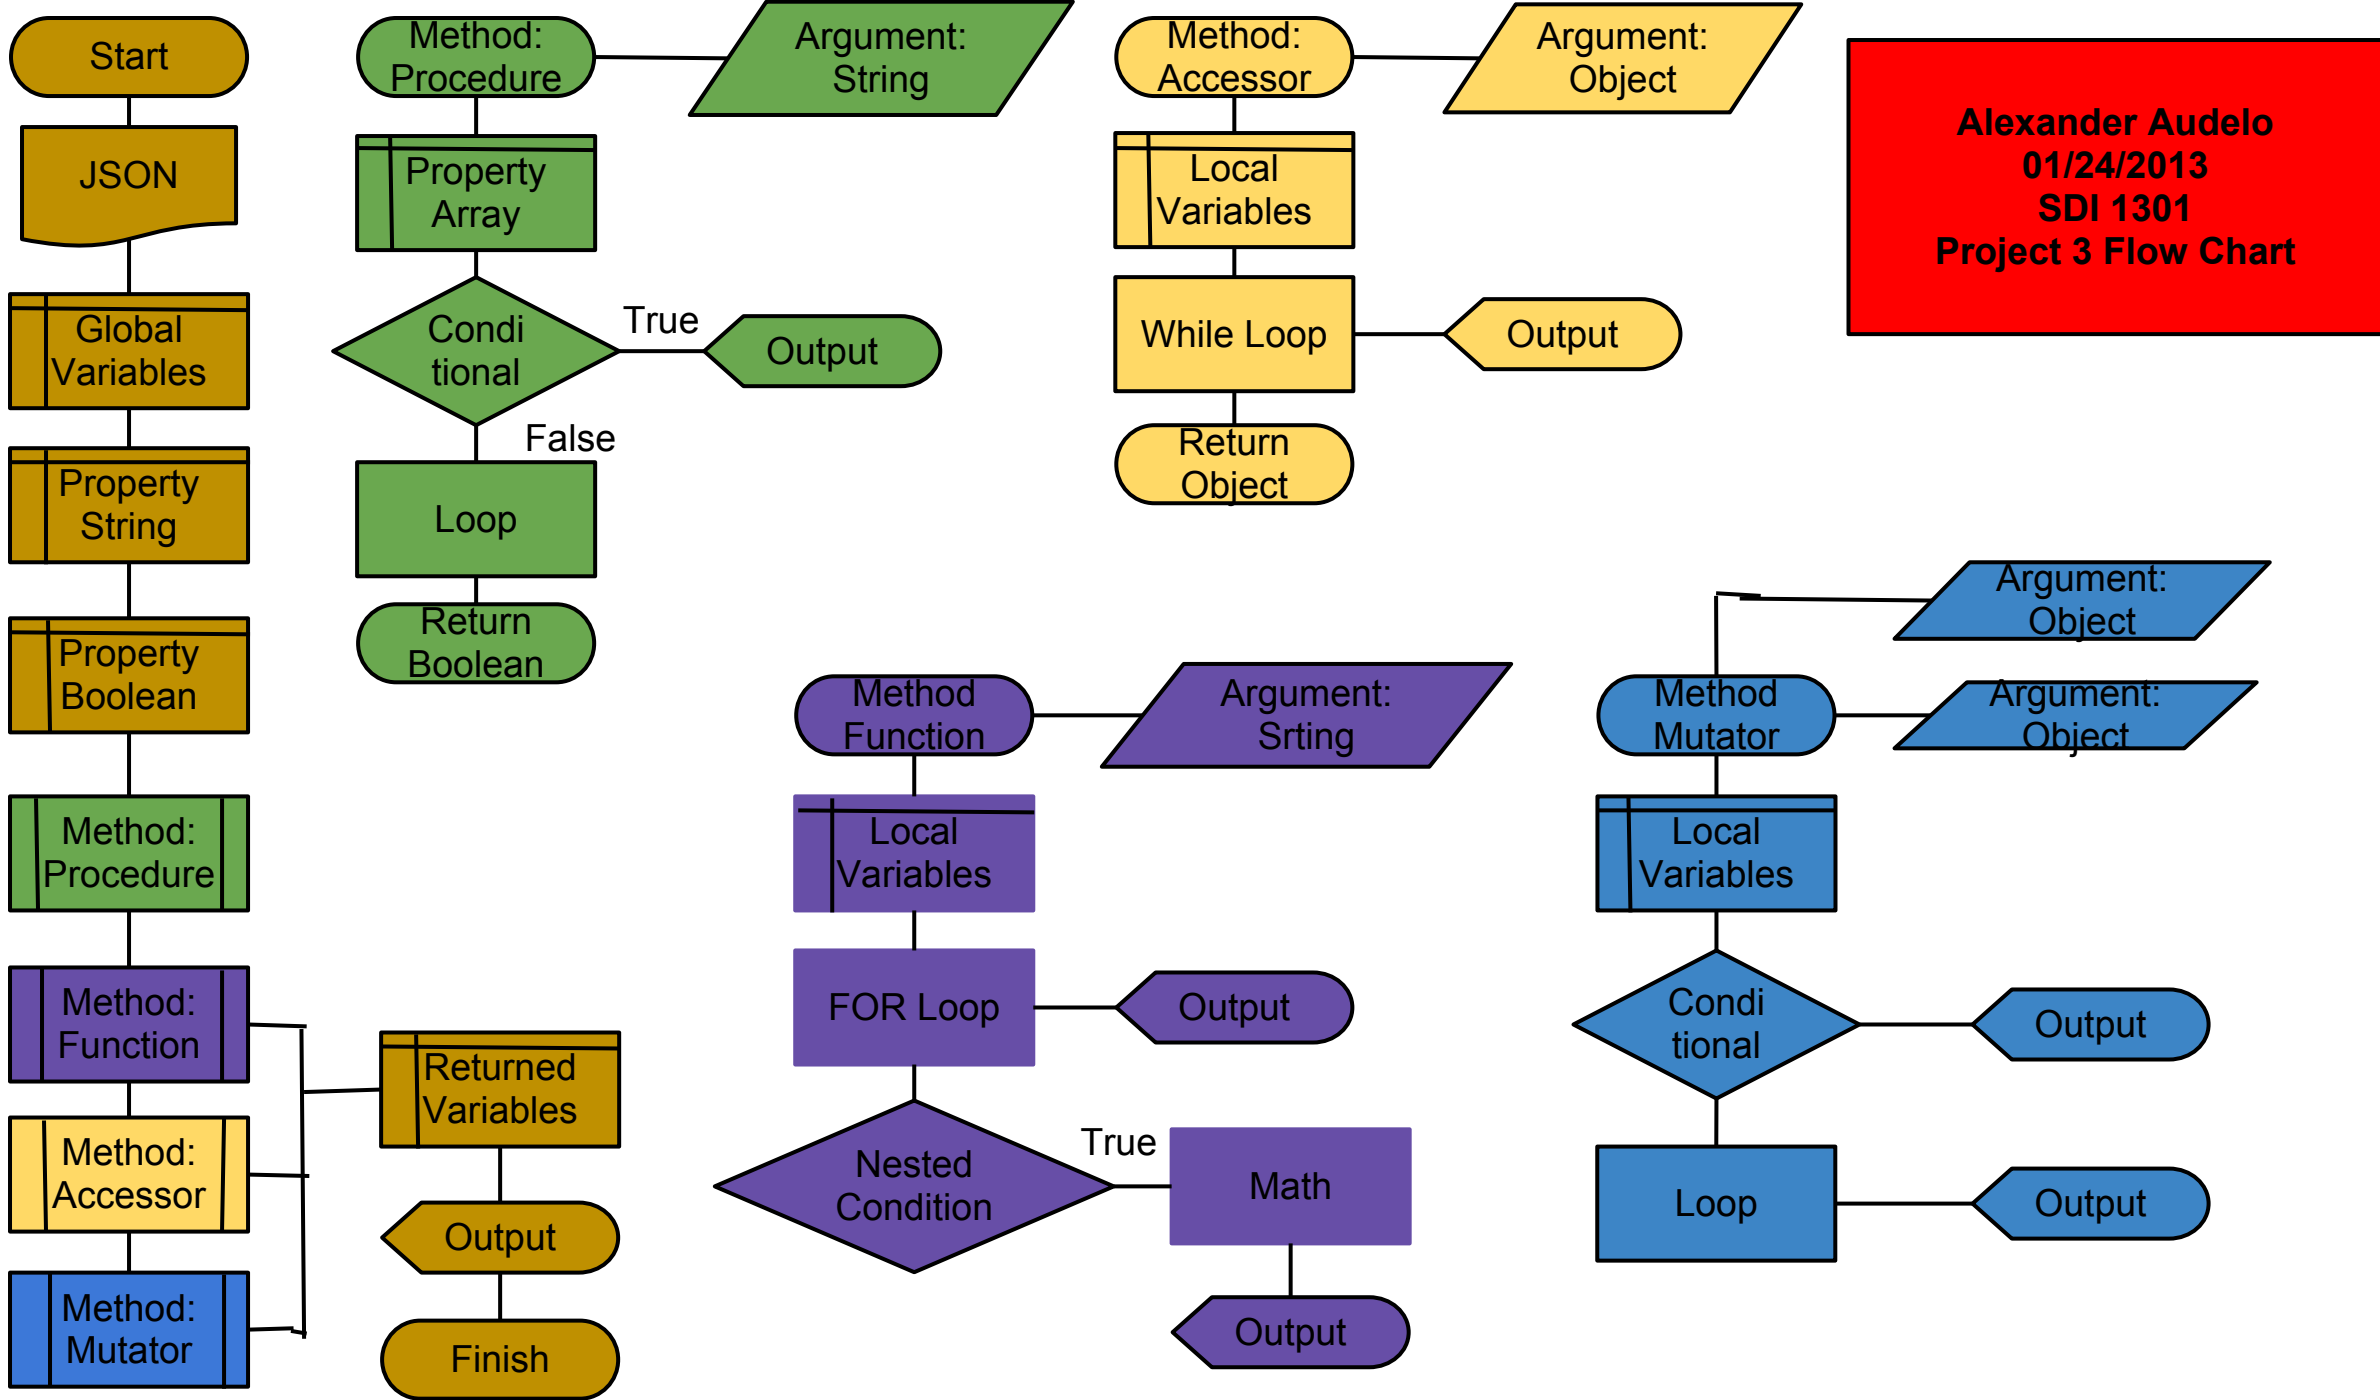 Start
JSON
Global
Variables
Property
String
Property
Boolean
Method:
Procedure
Method:
Function
Method:
Accessor
Method:
Mutator
Returned
Variables
Output
Finish
Method:
Procedure
Argument:
String
Property
Array
Condi
tional
True
Output
False
Loop
Return
Boolean
Method:
Accessor
Argument:
Object
Local
Variables
While Loop
Output
Return
Object
Alexander Audelo
01/24/2013
SDI 1301
Project 3 Flow Chart
Method
Function
Argument:
Srting
Local
Variables
FOR Loop
Output
Nested
Condition
True
Math
Output
Argument:
Object
Method
Mutator
Argument:
Object
Local
Variables
Condi
tional
Output
Loop
Output